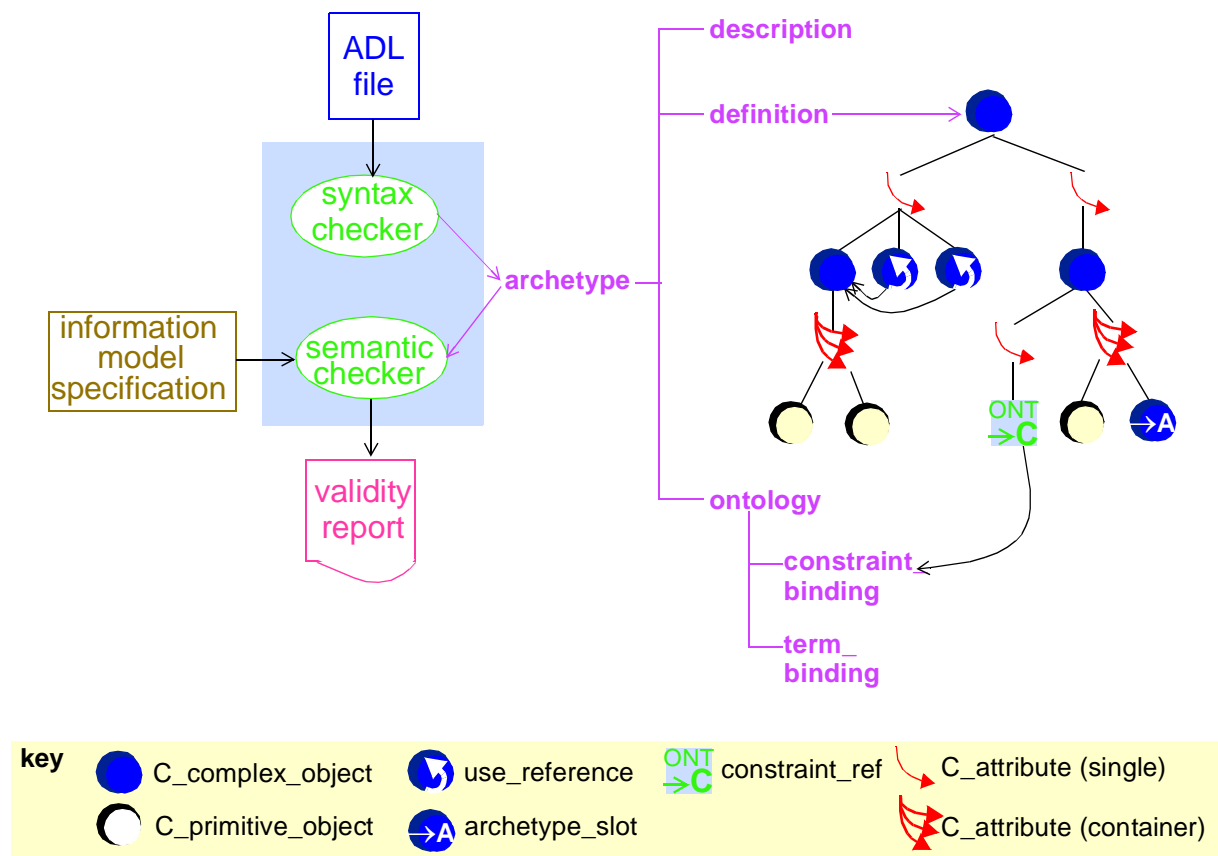 ADL
file
syntax
checker
information
model
specification
semantic
checker
validity
report
archetype
description
definition
ONT
→C
→A
ontology
constraint_
binding
term_
binding
key
C_complex_object
use_reference
ONT
→C
constraint_ref
C_attribute (single)
C_primitive_object
→A
archetype_slot
C_attribute (container)